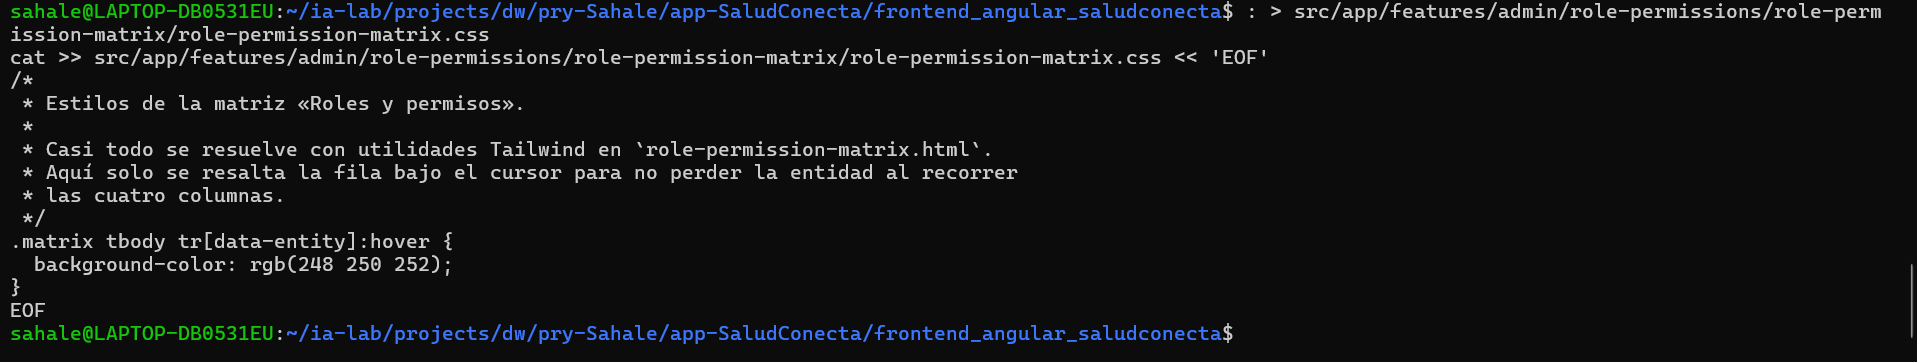 sahale@LAPTOP-DB0531EU:~/ia-lab/projects/dw/pry-Sahale/app-SaludConecta/frontend_angular_saludconecta$ : > src/app/features/admin/role-permissions/role-perm
ission-matrix/role-permission-matrix.css
cat >> src/app/features/admin/role-permissions/role-permission-matrix/role-permission-matrix.css << 'EOF'
/*
 * Estilos de la matriz «Roles y permisos».
 *
 * Casi todo se resuelve con utilidades Tailwind en `role-permission-matrix.html`.
 * Aquí solo se resalta la fila bajo el cursor para no perder la entidad al recorrer
 * las cuatro columnas.
 */
.matrix tbody tr[data-entity]:hover {
  background-color: rgb(248 250 252);
}
EOF
sahale@LAPTOP-DB0531EU:~/ia-lab/projects/dw/pry-Sahale/app-SaludConecta/frontend_angular_saludconecta$